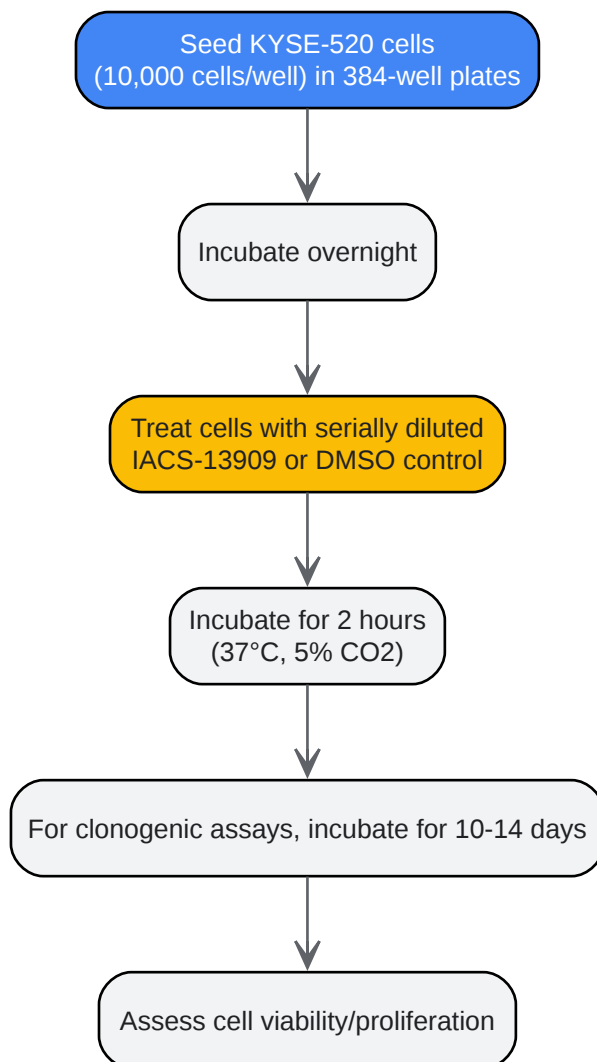 Seed KYSE-520 cells
(10,000 cells/well) in 384-well plates
Incubate overnight
Treat cells with serially diluted
IACS-13909 or DMSO control
Incubate for 2 hours
(37°C, 5% CO2)
For clonogenic assays, incubate for 10-14 days
Assess cell viability/proliferation